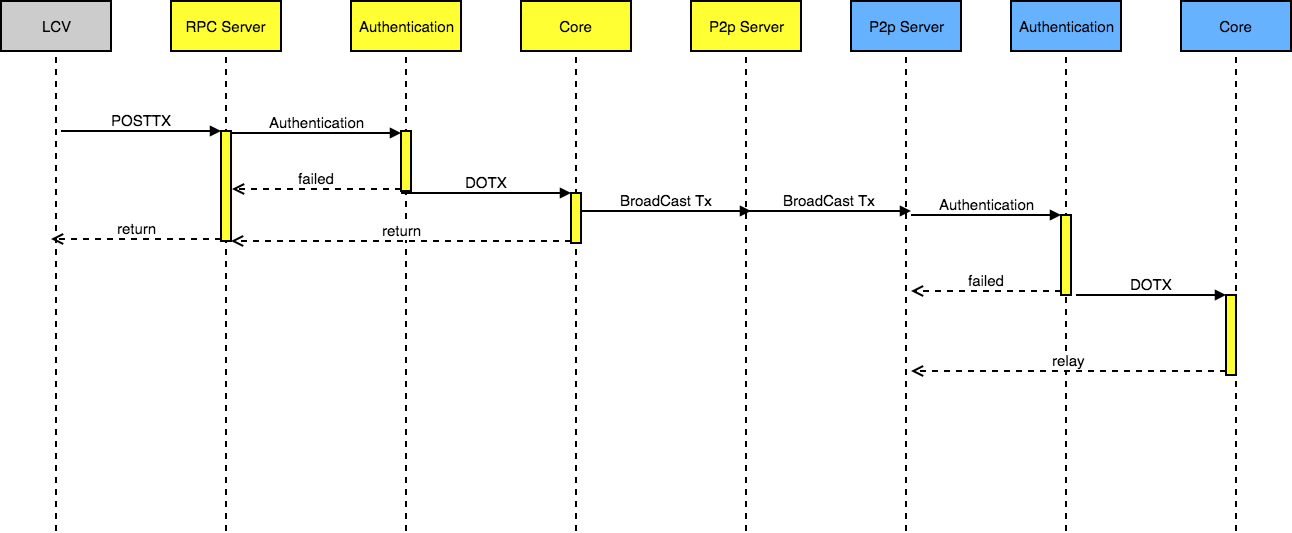 LCV
RPC Server
Authentication
Core
P2p Server
P2p Server
Authentication
Core
POSTTX
Authentication
failed
DOTX
BroadCast Tx
BroadCast Tx
Authentication
return
return
failed
DOTX
relay